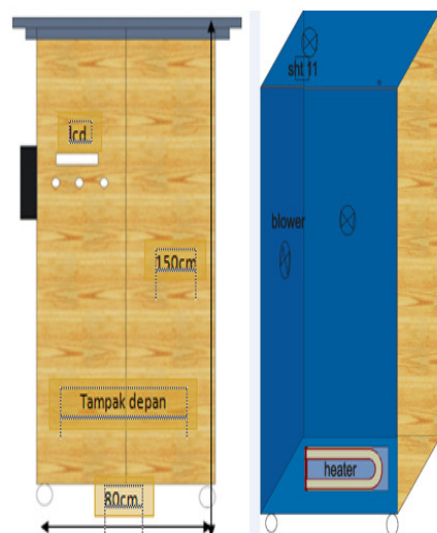 lcd
150cm
Tampak depan
80cm
sht 11
blower
heater